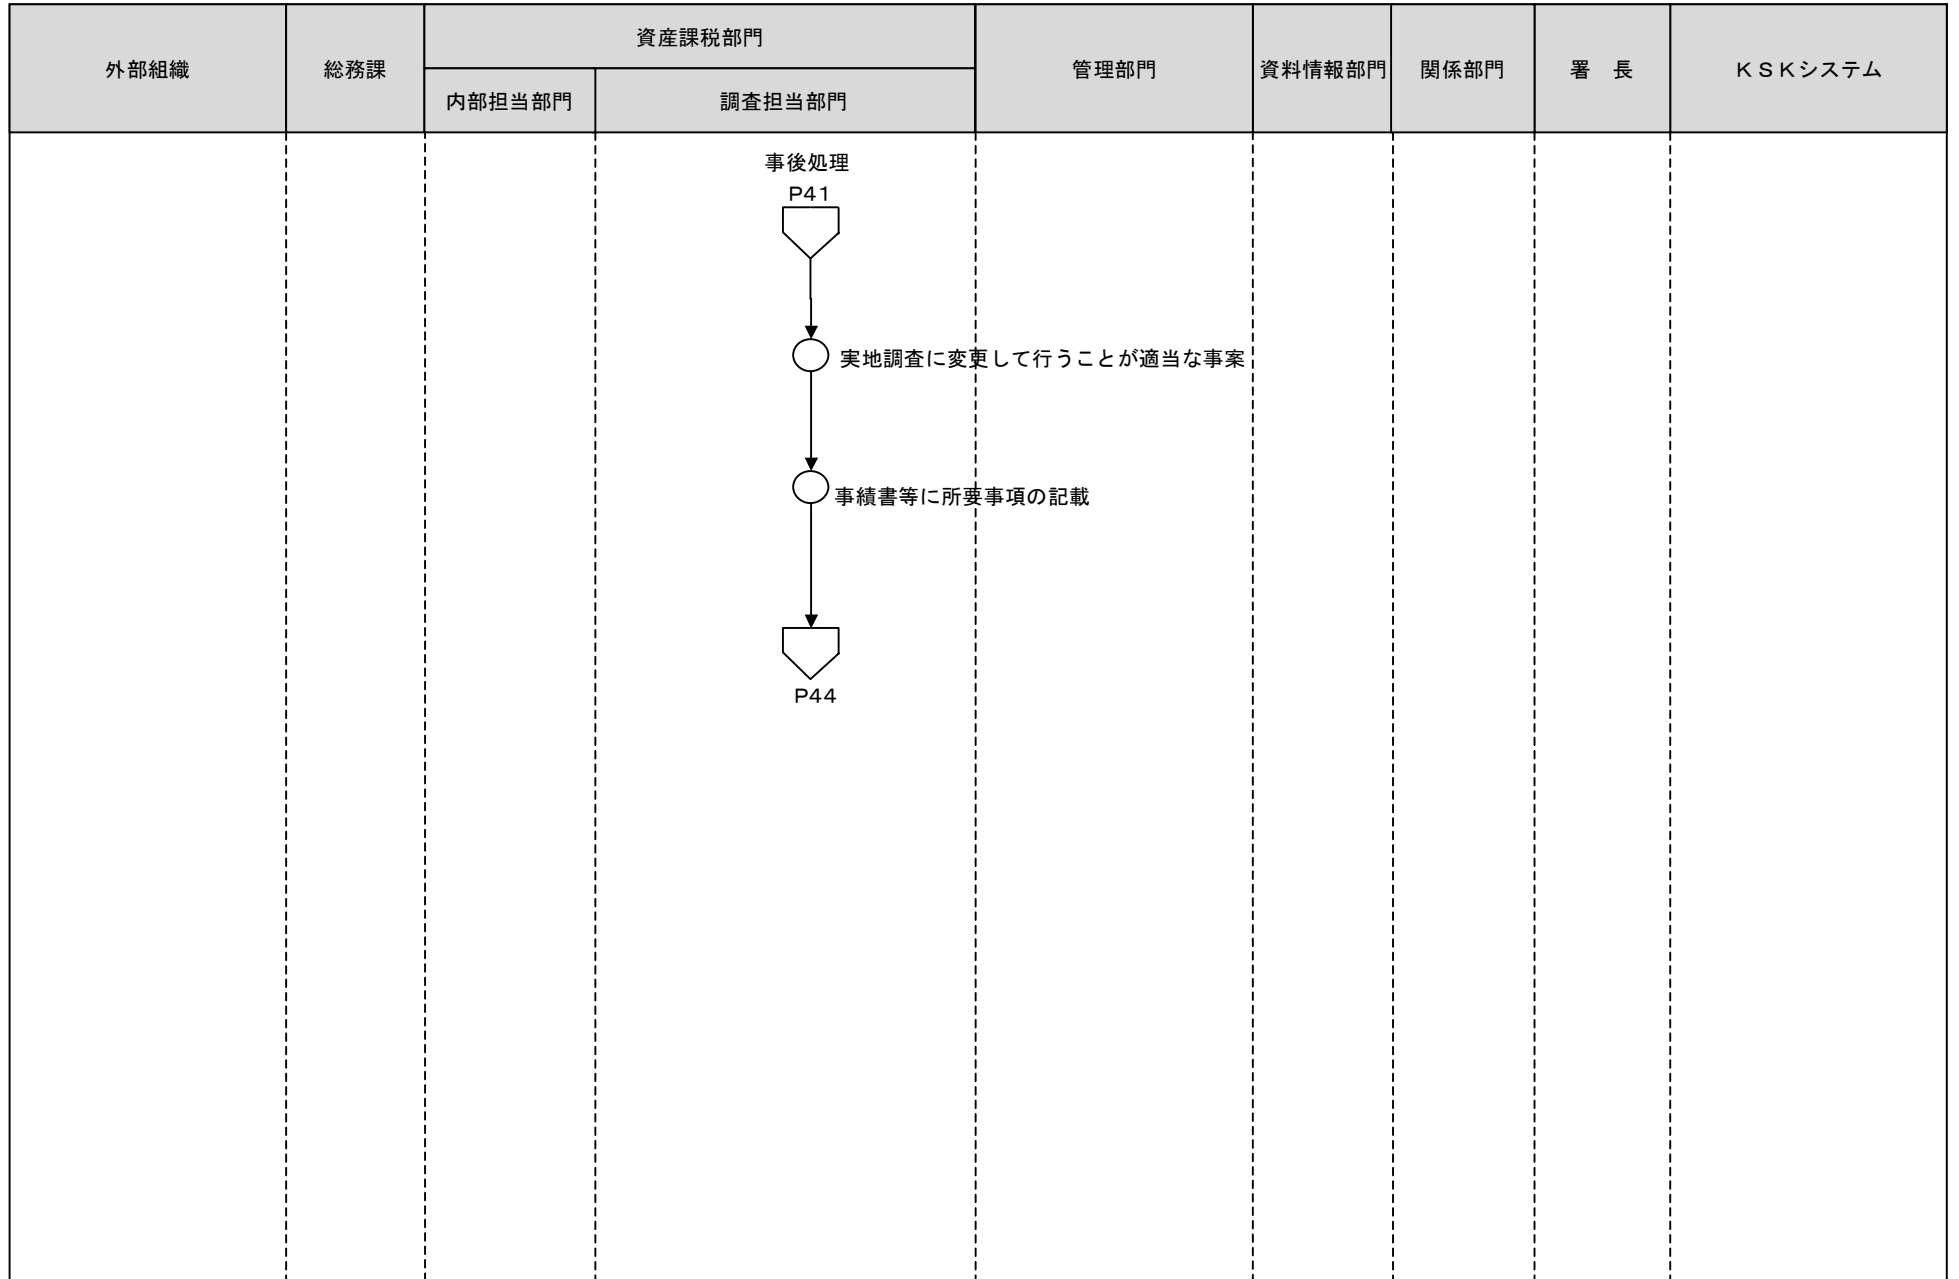 外部組織
総務課
資産課税部門
内部担当部門
調査担当部門
管理部門
資料情報部門
関係部門
署　長
ＫＳＫシステム
事後処理
P41
実地調査に変更して行うことが適当な事案
事績書等に所要事項の記載
P44